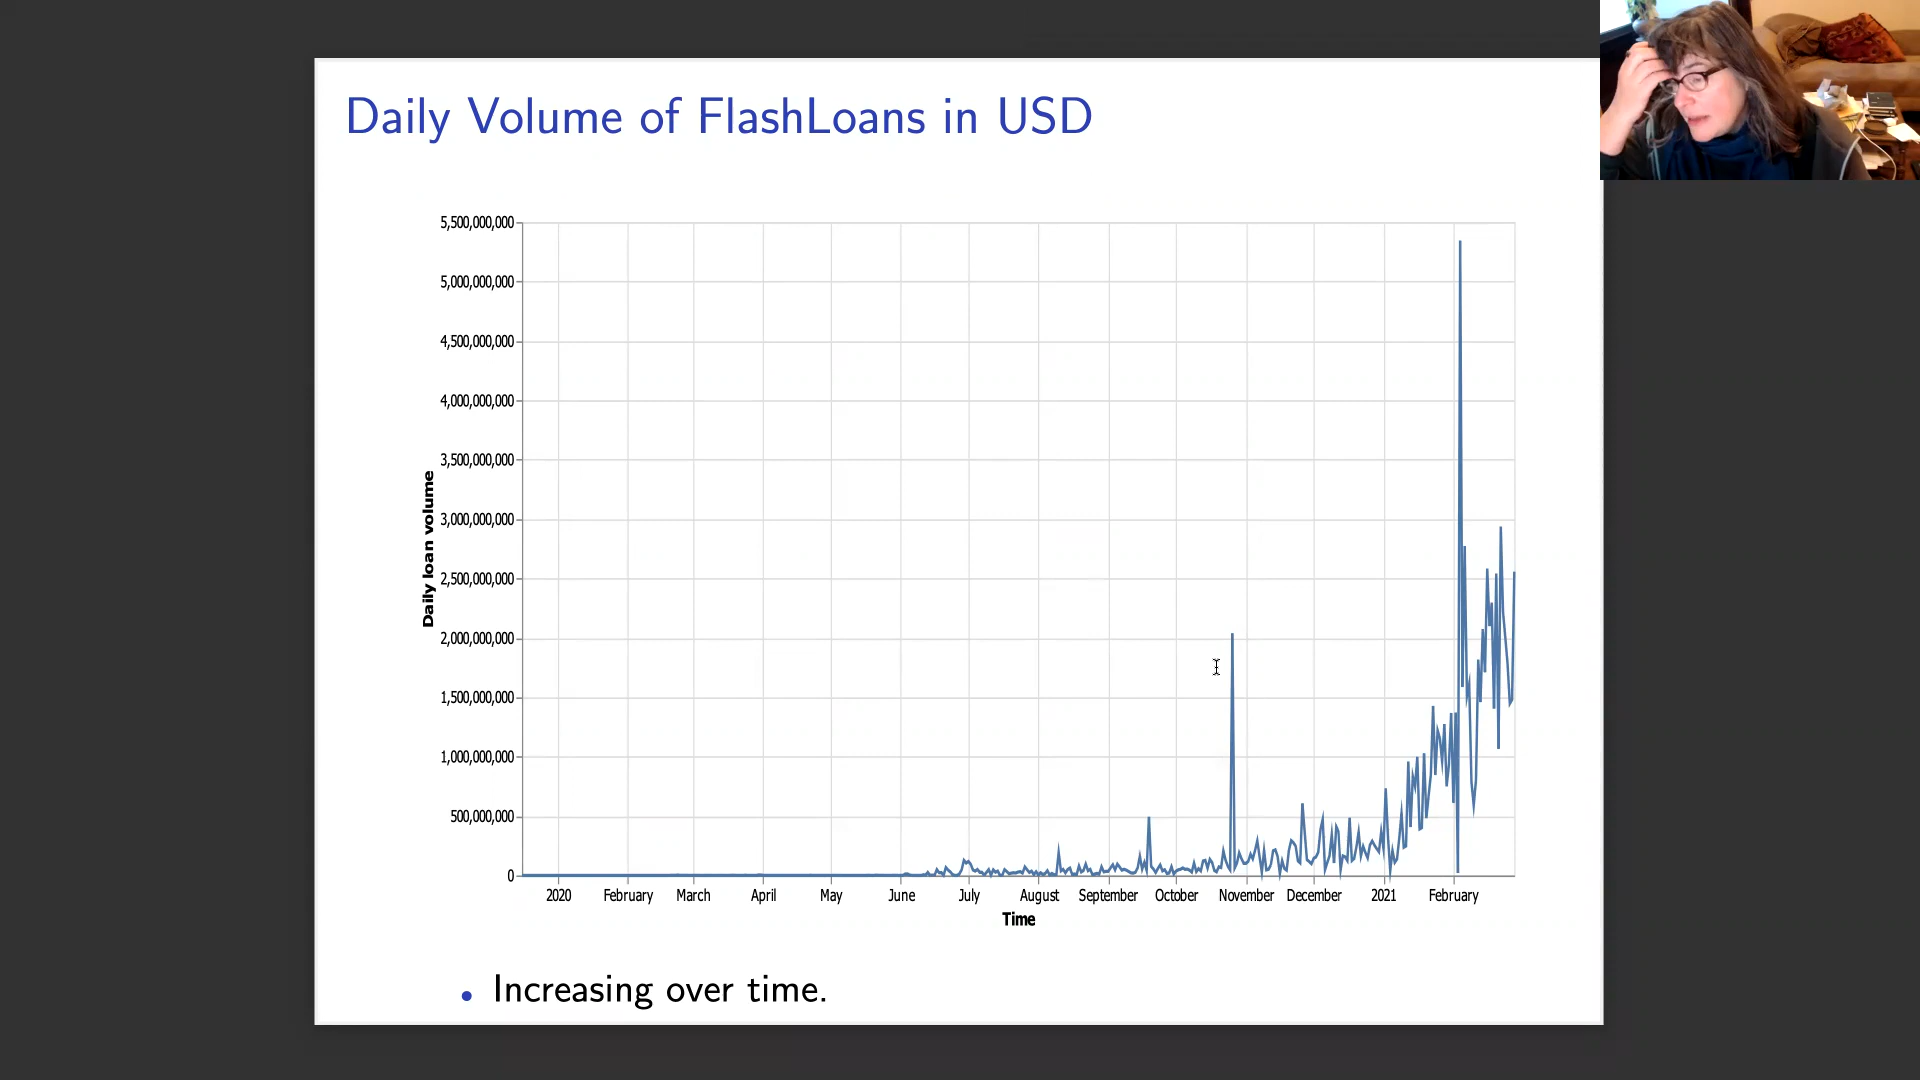 Daily Volume of FlashLoans in USD
5,500,000,000
5,000,000,000
4,500,000,000
4,000,000,000
3,500,000,000
3,000,000,000
2,500,000,000
2,000,000,000
1,500,000,000
1,000,000,000
500,000,000
0
Daily loan volume
2020 February March April May June July August September October November December 2021 February
Time
• Increasing over time.